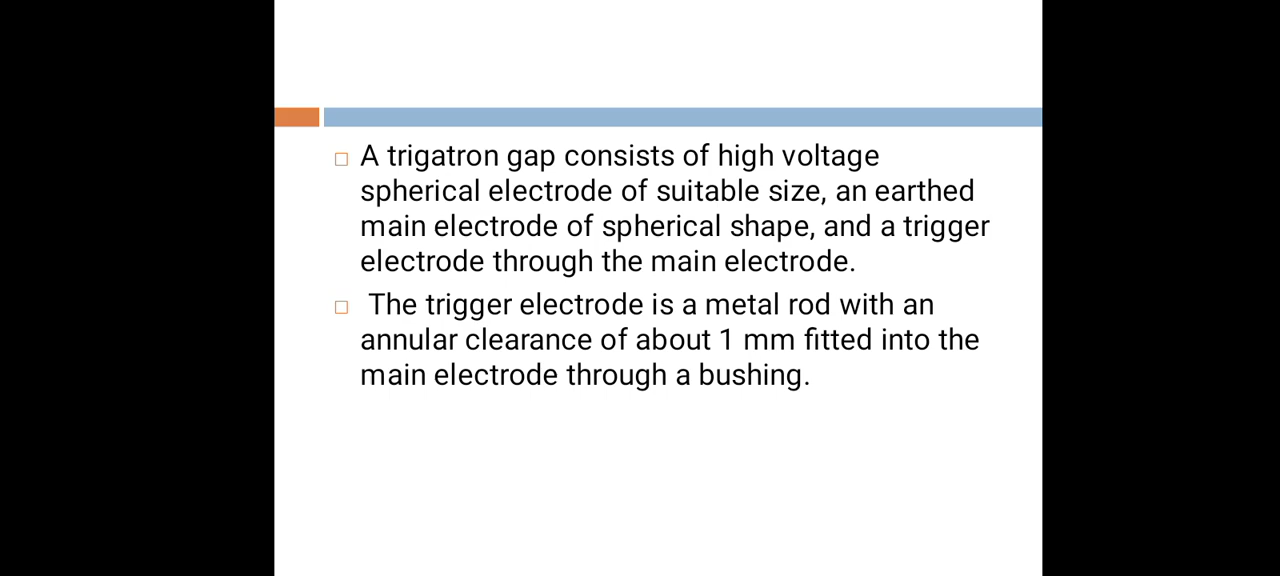 A trigatron gap consists of high voltage
spherical electrode of suitable size, an earthed
main electrode of spherical shape, and a trigger
electrode through the main electrode.
The trigger electrode is a metal rod with an
annular clearance of about 1 mm fitted into the
main electrode through a bushing.